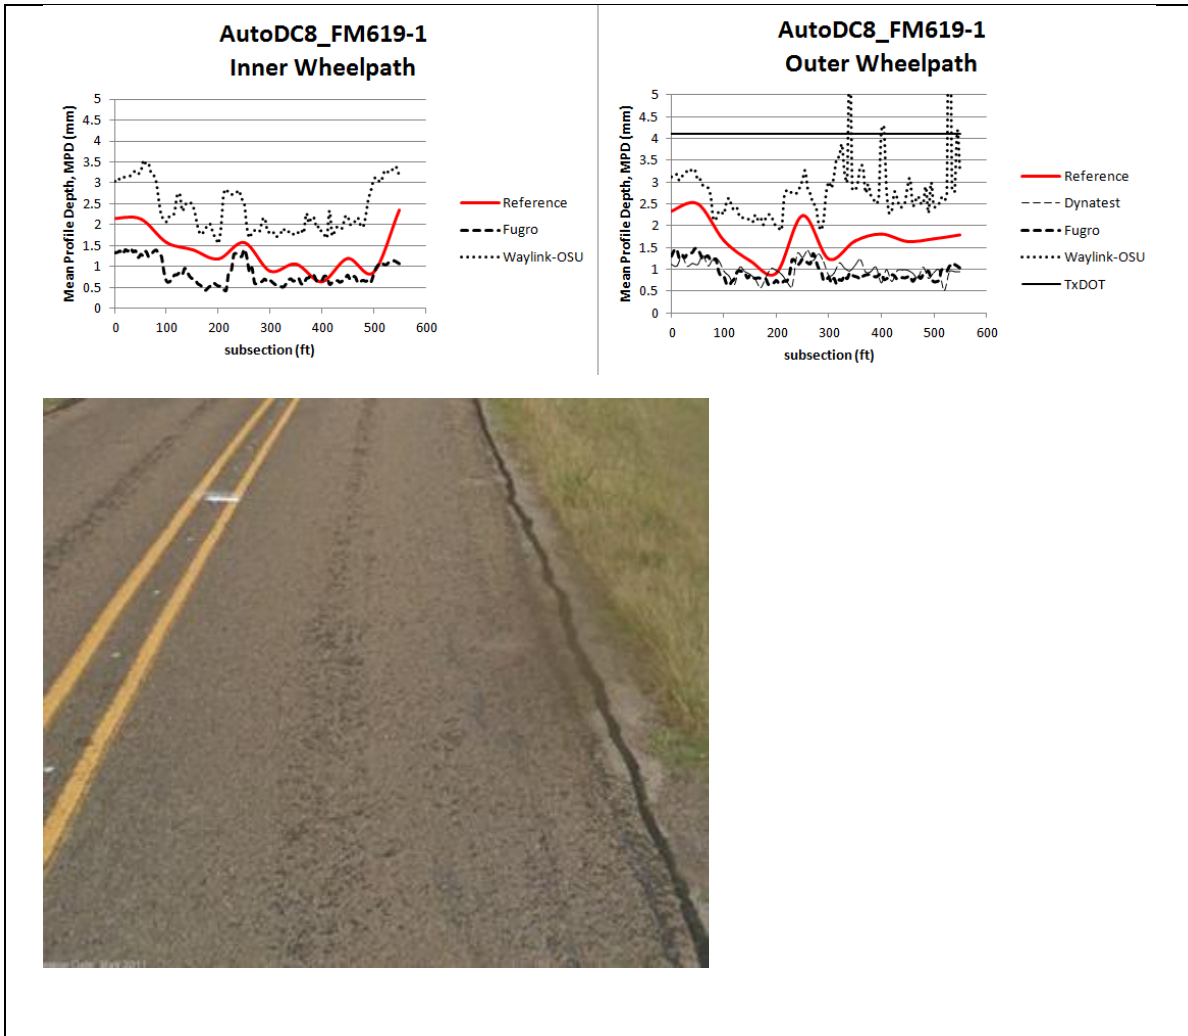 AutoDC8_FM619-1
Inner Wheelpath
Mean Profile Depth, MPD (mm)
5
4.5
4
3.5
3
2.5
2
1.5
1
0.5
0
0 100 200 300 400 500 600
subsection (ft)
Reference
Fugro
Waylink-OSU
AutoDC8_FM619-1
Outer Wheelpath
Mean Profile Depth, MPD (mm)
5
4.5
4
3.5
3
2.5
2
1.5
1
0.5
0
0 100 200 300 400 500 600
subsection (ft)
Reference
Dynatest
Fugro
Waylink-OSU
TxDOT